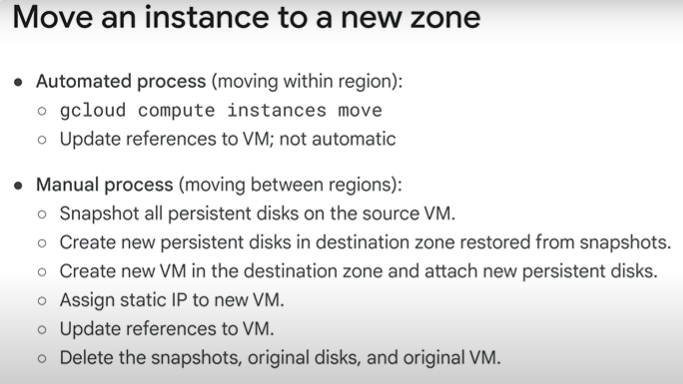 Move an instance to a new zone
● Automated process (moving within region):
○ gcloud compute instances move
○ Update references to VM; not automatic
● Manual process (moving between regions):
○ Snapshot all persistent disks on the source VM.
○ Create new persistent disks in destination zone restored from snapshots.
○ Create new VM in the destination zone and attach new persistent disks.
○ Assign static IP to new VM.
○ Update references to VM.
○ Delete the snapshots, original disks, and original VM.